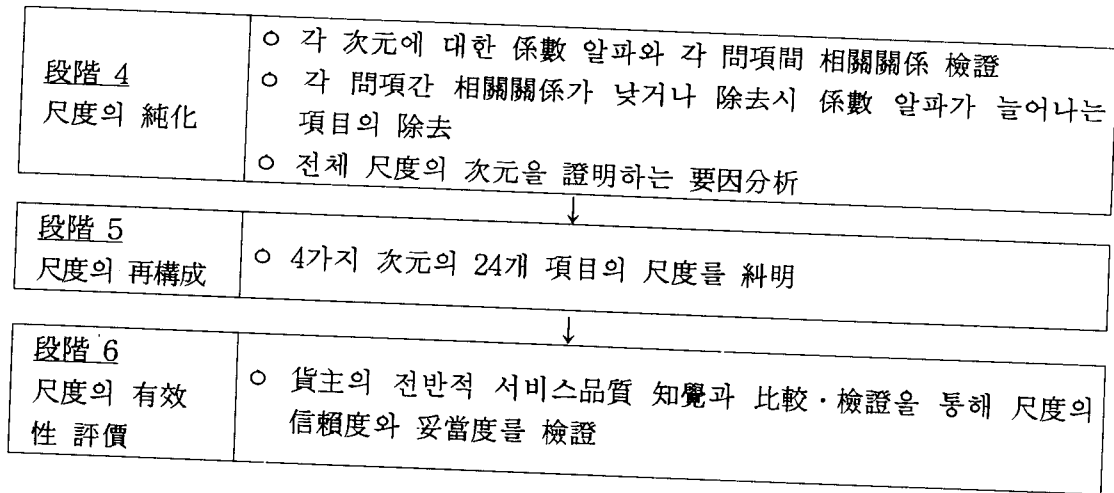 段階 4
尺度의 純化
○ 각 次元에 대한 係數 알파와 각 問項間 相關關係 檢證
○ 각 問項간 相關關係가 낮거나 除去시 係數 알파가 늘어나는
項目의 除去
○ 전체 尺度의 次元을 證明하는 要因分析
↓
段階 5
尺度의 再構成
○ 4가지 次元의 24개 項目의 尺度를 糾明
↓
段階 6
尺度의 有效
性 評價
○ 貨主의 전반적 서비스品質 知覺과 比較·檢證을 통해 尺度의
信賴度와 妥當度를 檢證